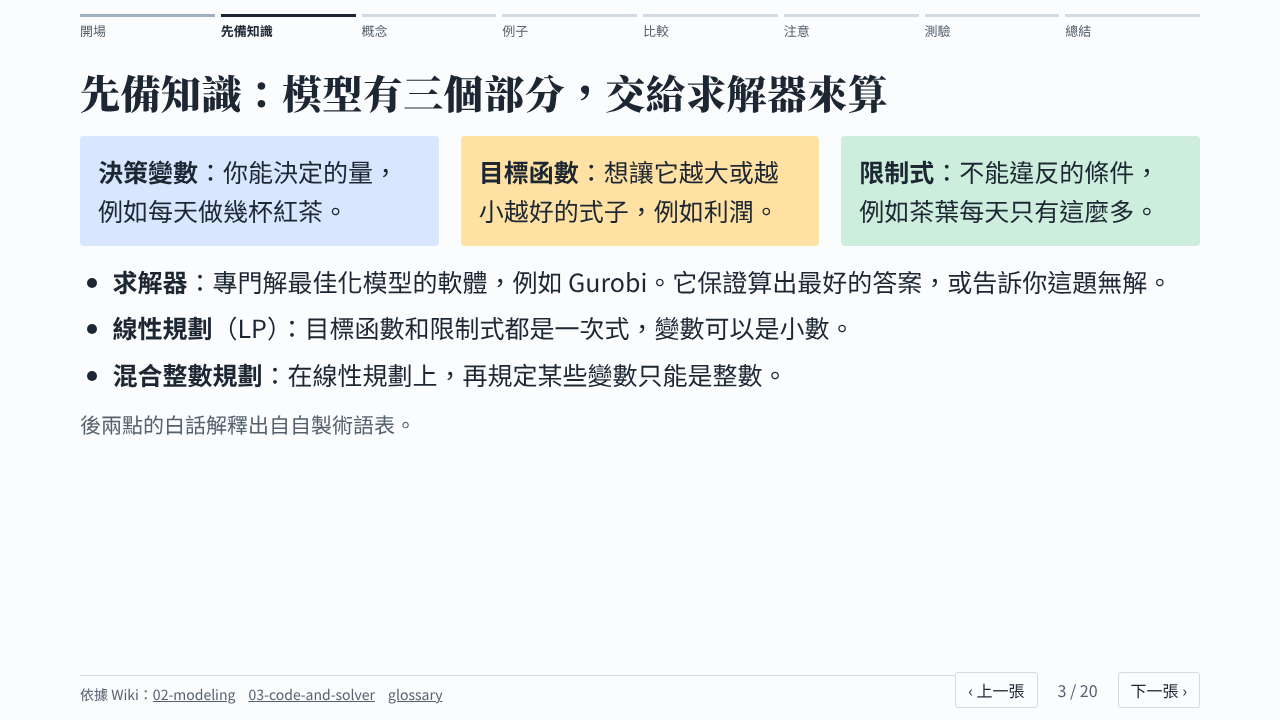 開場 先備知識 概念 例子 比較 注意 測驗 總結
先備知識：模型有三個部分，交給求解器來算
決策變數：你能決定的量，
例如每天做幾杯紅茶。
目標函數：想讓它越大或越
小越好的式子，例如利潤。
限制式：不能違反的條件，
例如茶葉每天只有這麼多。
• 求解器：專門解最佳化模型的軟體，例如 Gurobi。它保證算出最好的答案，或告訴你這題無解。
• 線性規劃（LP）：目標函數和限制式都是一次式，變數可以是小數。
• 混合整數規劃：在線性規劃上，再規定某些變數只能是整數。
後兩點的白話解釋出自自製術語表。
依據 Wiki：02-modeling 03-code-and-solver glossary
‹ 上一張 3 / 20 下一張 ›